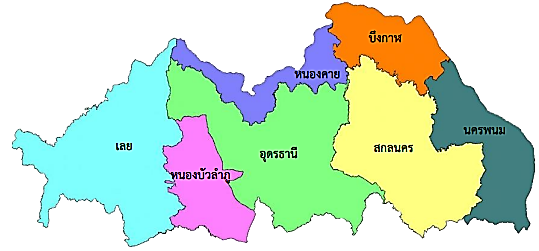 บึงกาฬ
หนองคาย
นครพนม
เลย
อุดรธานี
สกลนคร
หนองบัวลำภู